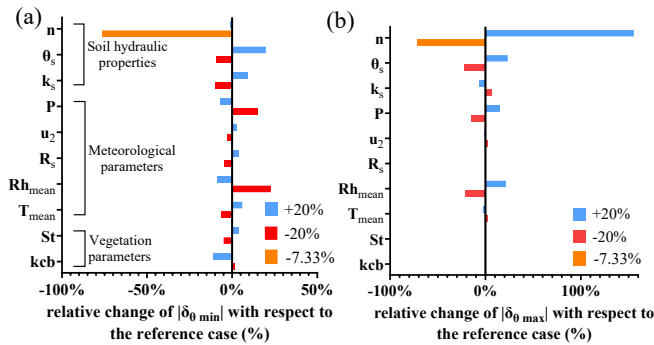 (a)
n
θs
ks
P
u2
Rs
Rhmean
Tmean
St
kcb
Soil hydraulic
properties
Meteorological
parameters
Vegetation
parameters
+20%
-20%
-7.33%
-100% -50% 0% 50%
relative change of |δθ min| with respect to
the reference case (%)
(b)
n
θs
ks
P
u2
Rs
Rhmean
Tmean
St
kcb
+20%
-20%
-7.33%
-100% 0% 100%
relative change of |δθ max| with respect to
the reference case (%)